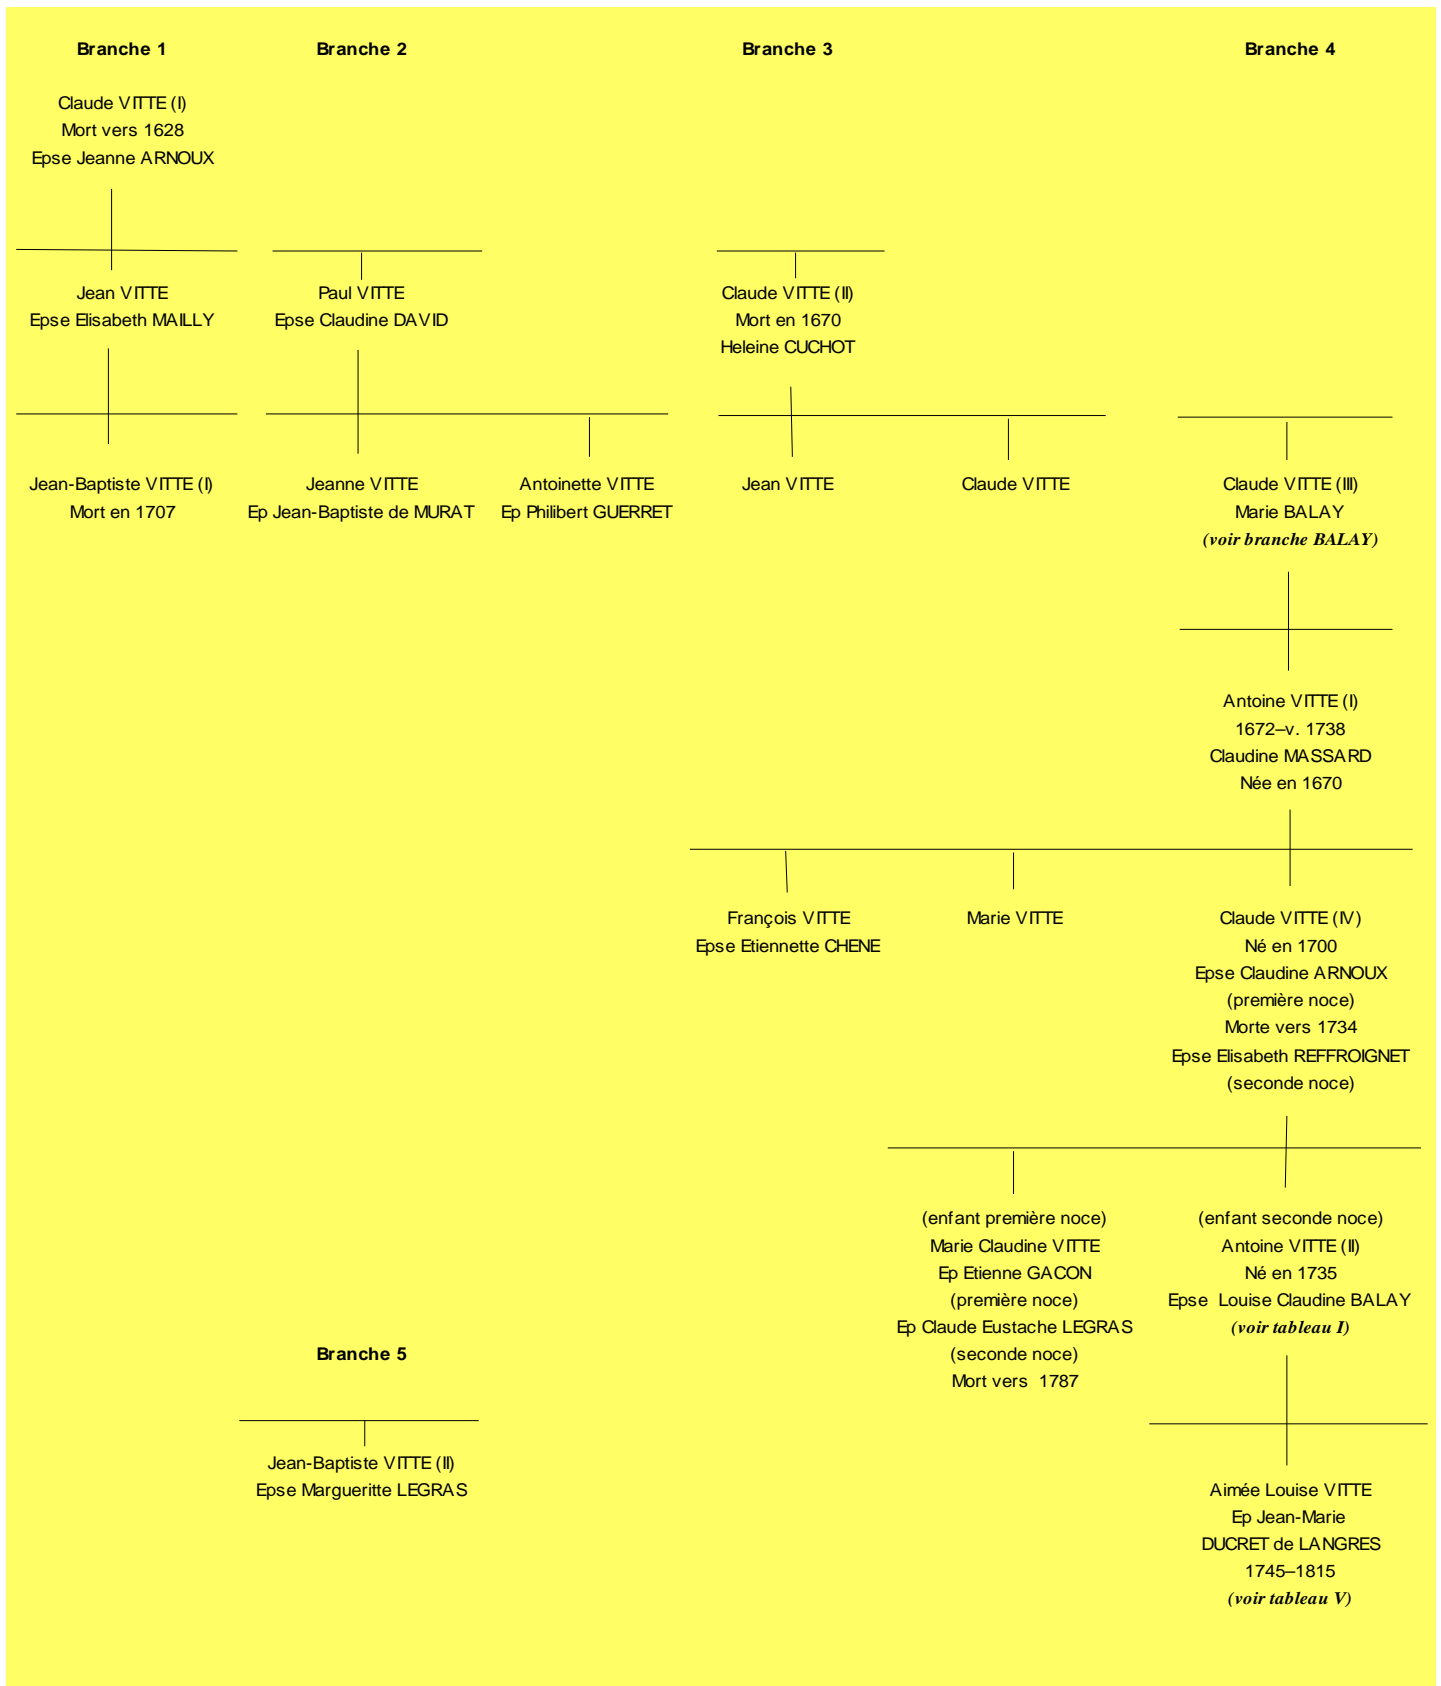 Branche 1
Branche 2
Branche 3
Branche 4
Claude VITTE (I)
Mort vers 1628
Epse Jeanne ARNOUX
Jean VITTE
Epse Elisabeth MAILLY
Paul VITTE
Epse Claudine DAVID
Claude VITTE (II)
Mort en 1670
Heleine CUCHOT
Jean-Baptiste VITTE (I)
Mort en 1707
Jeanne VITTE
Ep Jean-Baptiste de MURAT
Antoinette VITTE
Ep Philibert GUERRET
Jean VITTE
Claude VITTE
Claude VITTE (III)
Marie BALAY
(voir branche BALAY)
Antoine VITTE (I)
1672–v. 1738
Claudine MASSARD
Née en 1670
François VITTE
Epse Etiennette CHENE
Marie VITTE
Claude VITTE (IV)
Né en 1700
Epse Claudine ARNOUX
(première noce)
Morte vers 1734
Epse Elisabeth REFFROIGNET
(seconde noce)
(enfant première noce)
Marie Claudine VITTE
Ep Etienne GACON
(première noce)
Ep Claude Eustache LEGRAS
(seconde noce)
Mort vers 1787
(enfant seconde noce)
Antoine VITTE (II)
Né en 1735
Epse Louise Claudine BALAY
(voir tableau I)
Branche 5
Jean-Baptiste VITTE (II)
Epse Margueritte LEGRAS
Aimée Louise VITTE
Ep Jean-Marie
DUCRET de LANGRES
1745–1815
(voir tableau V)